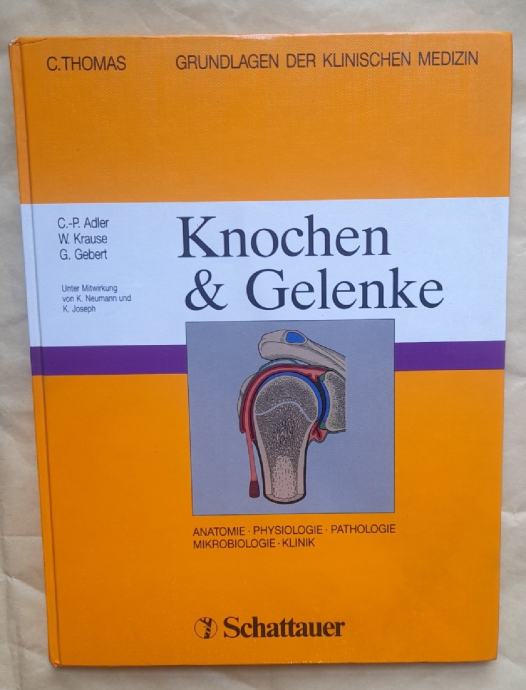 C. THOMAS GRUNDLAGEN DER KLINISCHEN MEDIZIN
C.-P. Adler
W. Krause
G. Gebert
Unter Mitwirkung
von K. Neumann und
K. Joseph
Knochen
& Gelenke
ANATOMIE · PHYSIOLOGIE · PATHOLOGIE
MIKROBIOLOGIE · KLINIK
Schattauer